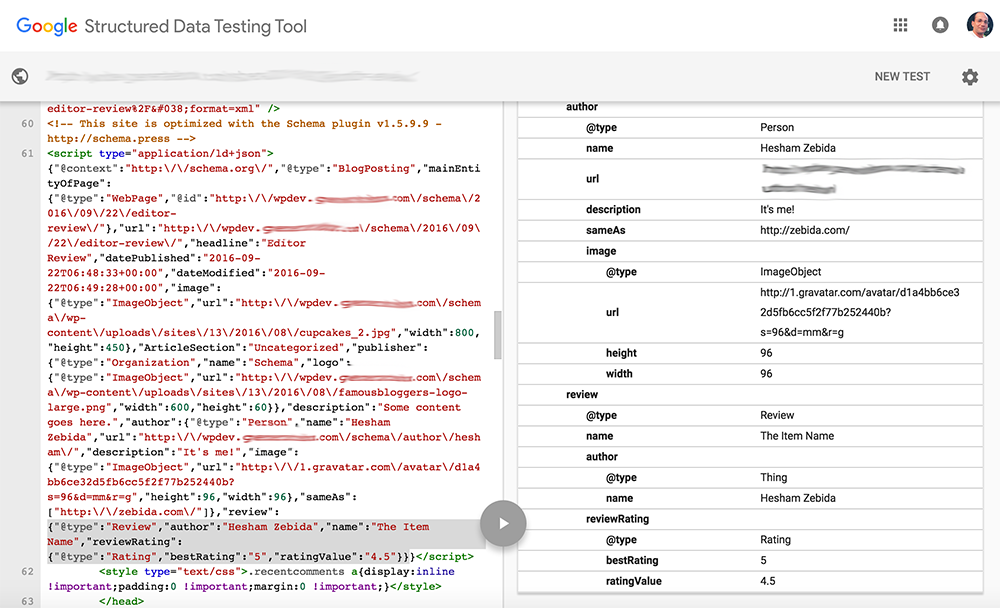 Google Structured Data Testing Tool
NEW TEST
editor-review%2F&#038;format=xml" />
60 <!-- This site is optimized with the Schema plugin v1.5.9.9 -
http://schema.press -->
61 <script type="application/ld+json">
{"@context":"http:\/\/schema.org\/","@type":"BlogPosting","mainEnti
tyOfPage":
{"@type":"WebPage","@id":"http:\/\/wpdev. com\/schema\/2
016\/09\/22\/editor-
review\/"},"url":"http:\/\/wpdev. \/schema\/2016\/09\
/22\/editor-review\/","headline":"Editor
Review","datePublished":"2016-09-
22T06:48:33+00:00","dateModified":"2016-09-
22T06:49:28+00:00","image":
{"@type":"ImageObject","url":"http:\/\/wpdev. com\/schem
a\/wp-
content\/uploads\/sites\/13\/2016\/08\/cupcakes_2.jpg","width":800,
"height":450},"ArticleSection":"Uncategorized","publisher":
{"@type":"Organization","name":"Schema","logo":
{"@type":"ImageObject","url":"http:\/\/wpdev. com\/schem
a\/wp-content\/uploads\/sites\/13\/2016\/08\/famousbloggers-logo-
large.png","width":600,"height":60}},"description":"Some content
goes here.","author":{"@type":"Person","name":"Hesham
Zebida","url":"http:\/\/wpdev. .com\/schema\/author\/hesh
am\/","description":"It's me!","image":
{"@type":"ImageObject","url":"http:\/\/1.gravatar.com\/avatar\/d1a4
bb6ce32d5fb6cc5f2f77b252440b?
s=96&d=mm&r=g","height":96,"width":96},"sameAs":
["http:\/\/zebida.com\/"]},"review":
{"@type":"Review","author":"Hesham Zebida","name":"The Item
Name","reviewRating":
{"@type":"Rating","bestRating":"5","ratingValue":"4.5"}}}</script>
62 <style type="text/css">.recentcomments a{display:inline
!important;padding:0 !important;margin:0 !important;}</style>
63 </head>
author
@type Person
name Hesham Zebida
url
description It's me!
sameAs http://zebida.com/
image
@type ImageObject
http://1.gravatar.com/avatar/d1a4bb6ce3
url 2d5fb6cc5f2f77b252440b?
s=96&d=mm&r=g
height 96
width 96
review
@type Review
name The Item Name
author
@type Thing
name Hesham Zebida
reviewRating
@type Rating
bestRating 5
ratingValue 4.5